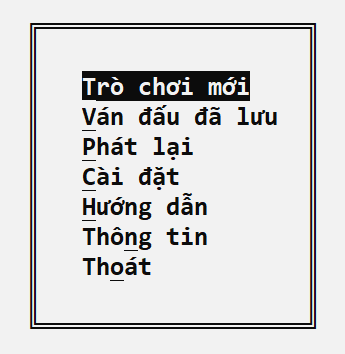 Trò chơi mới
Ván đấu đã lưu
Phát lại
Cài đặt
Hướng dẫn
Thông tin
Thoát